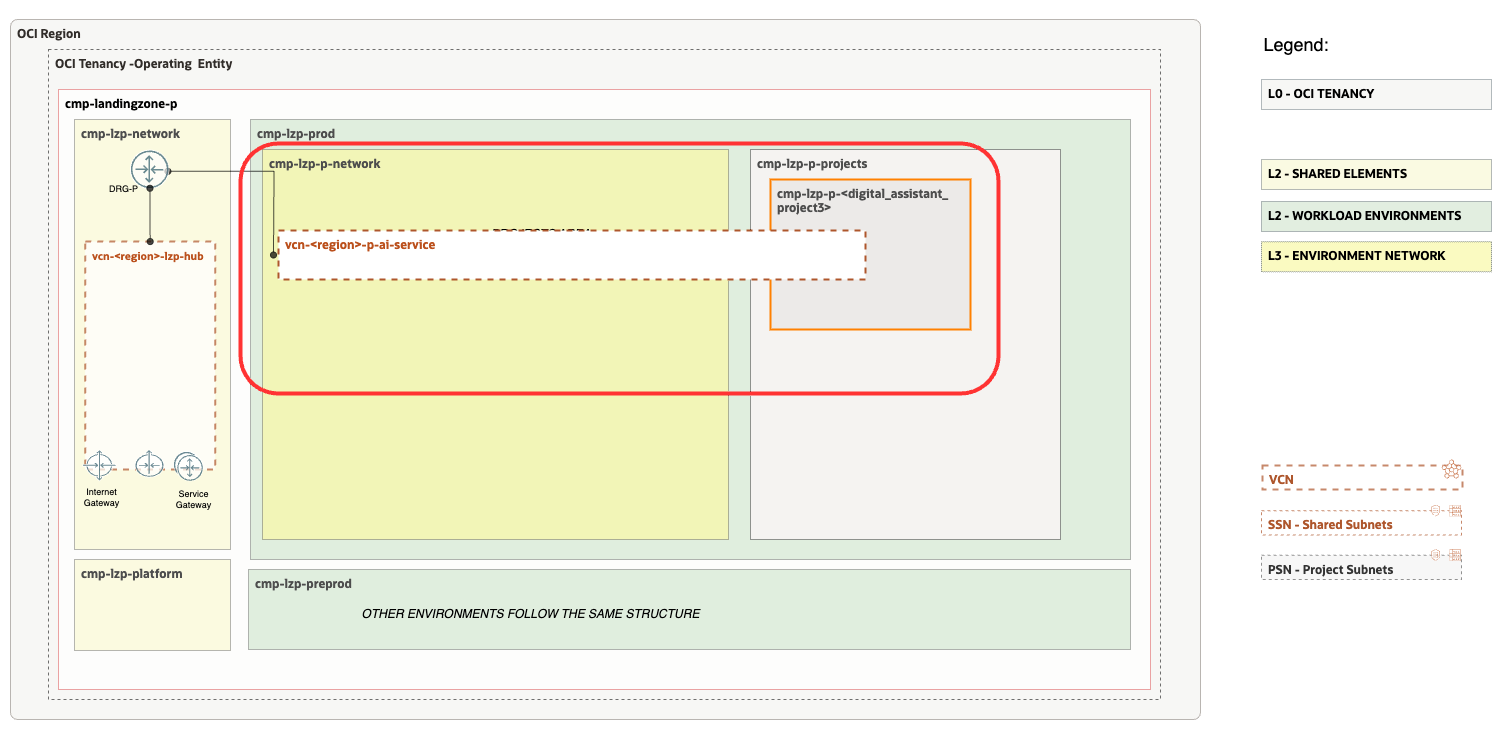 OCI Region
OCI Tenancy -Operating Entity
cmp-landingzone-p
cmp-lzp-network
DRG-P
vcn-<region>-lzp-hub
Internet
Gateway
Service
Gateway
cmp-lzp-platform
cmp-lzp-prod
cmp-lzp-p-network
vcn-<region>-p-ai-service
cmp-lzp-p-projects
cmp-lzp-p-<digital_assistant_
project3>
cmp-lzp-preprod
OTHER ENVIRONMENTS FOLLOW THE SAME STRUCTURE
Legend:
L0 - OCI TENANCY
L2 - SHARED ELEMENTS
L2 - WORKLOAD ENVIRONMENTS
L3 - ENVIRONMENT NETWORK
VCN
SSN - Shared Subnets
PSN - Project Subnets